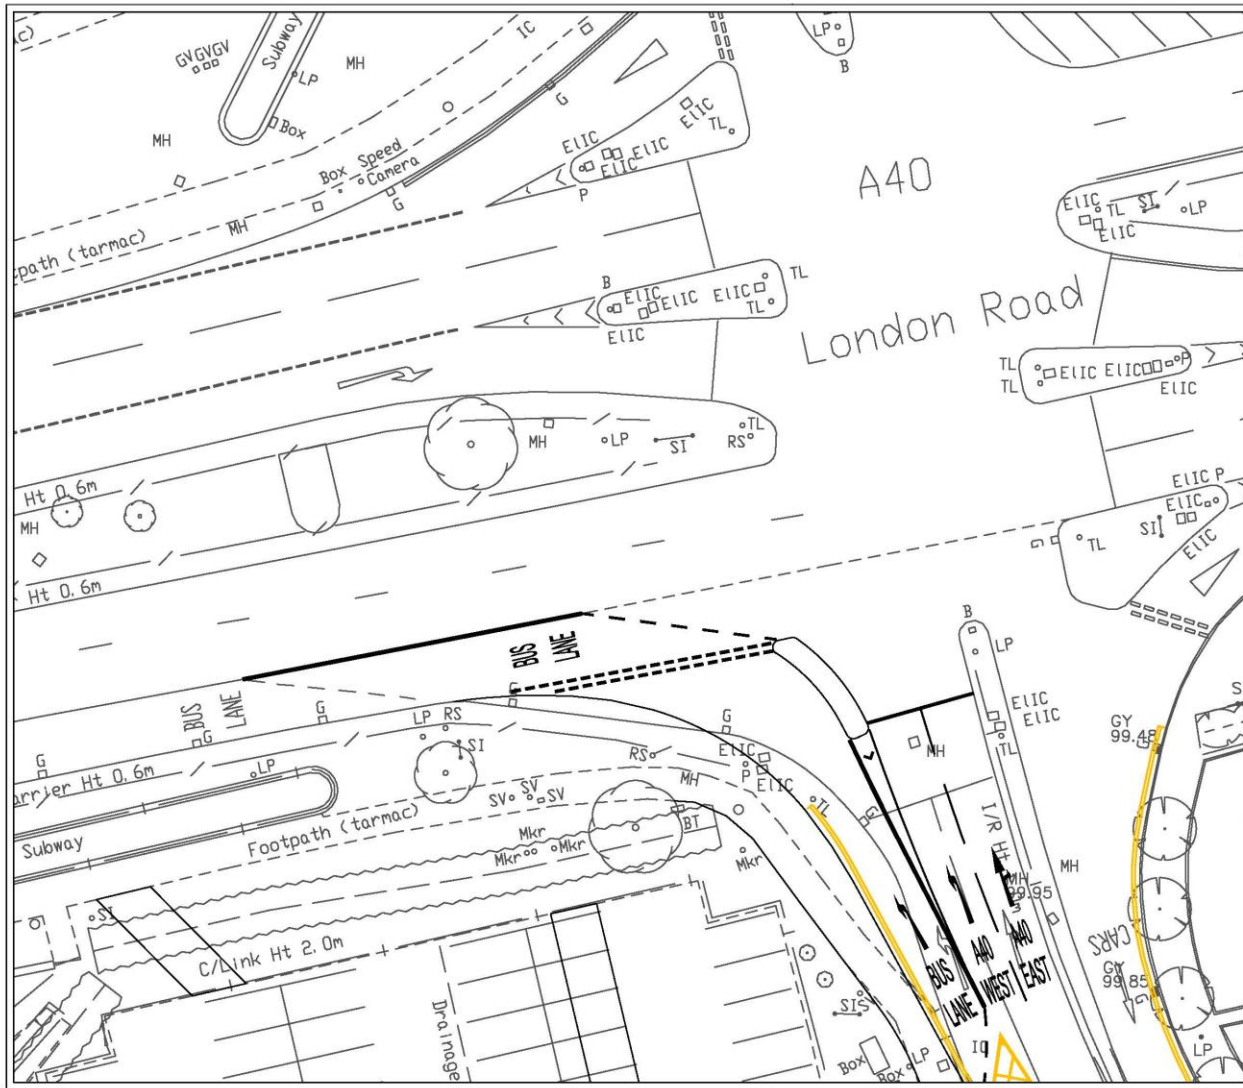 IC
LP
B
GVGVGV
Subway
MH
LP
G
ElIC
TL
MH
Box
ElIC
ElIC
ElIC
Box Speed
Camera
P
G
A40
ElIC
TL
SI
LP
ElIC
MH
Footpath (tarmac)
B
TL
ElIC
ElIC
ElIC
TL
ElIC
London Road
TL
ElIC
ElIC
P
TL
ElIC
TL
MH
LP
SI
RS
Ht 0.6m
ElIC P
ElIC
MH
SI
ElIC
G
TL
Ht 0.6m
B
LP
BUS
LANE
BUS
LANE
G
G
G
LP
RS
G
ElIC
ElIC
GY
99.48
G
G
SI
RS
ElIC
MH
TL
LP
P
ElIC
MH
arrier Ht 0.6m
SV
SV
SV
TL
G
I/R Ht
Footpath (tarmac)
Subway
BT
Mkr
Mkr
Mkr
Mkr
MH
MH
99.95
SI
C/Link Ht 2.0m
CARS
GY
99.85
G
BUS
LANE
A40
WEST
A40
EAST
Drainage
SIS
Box
Box
LP
IC
LP